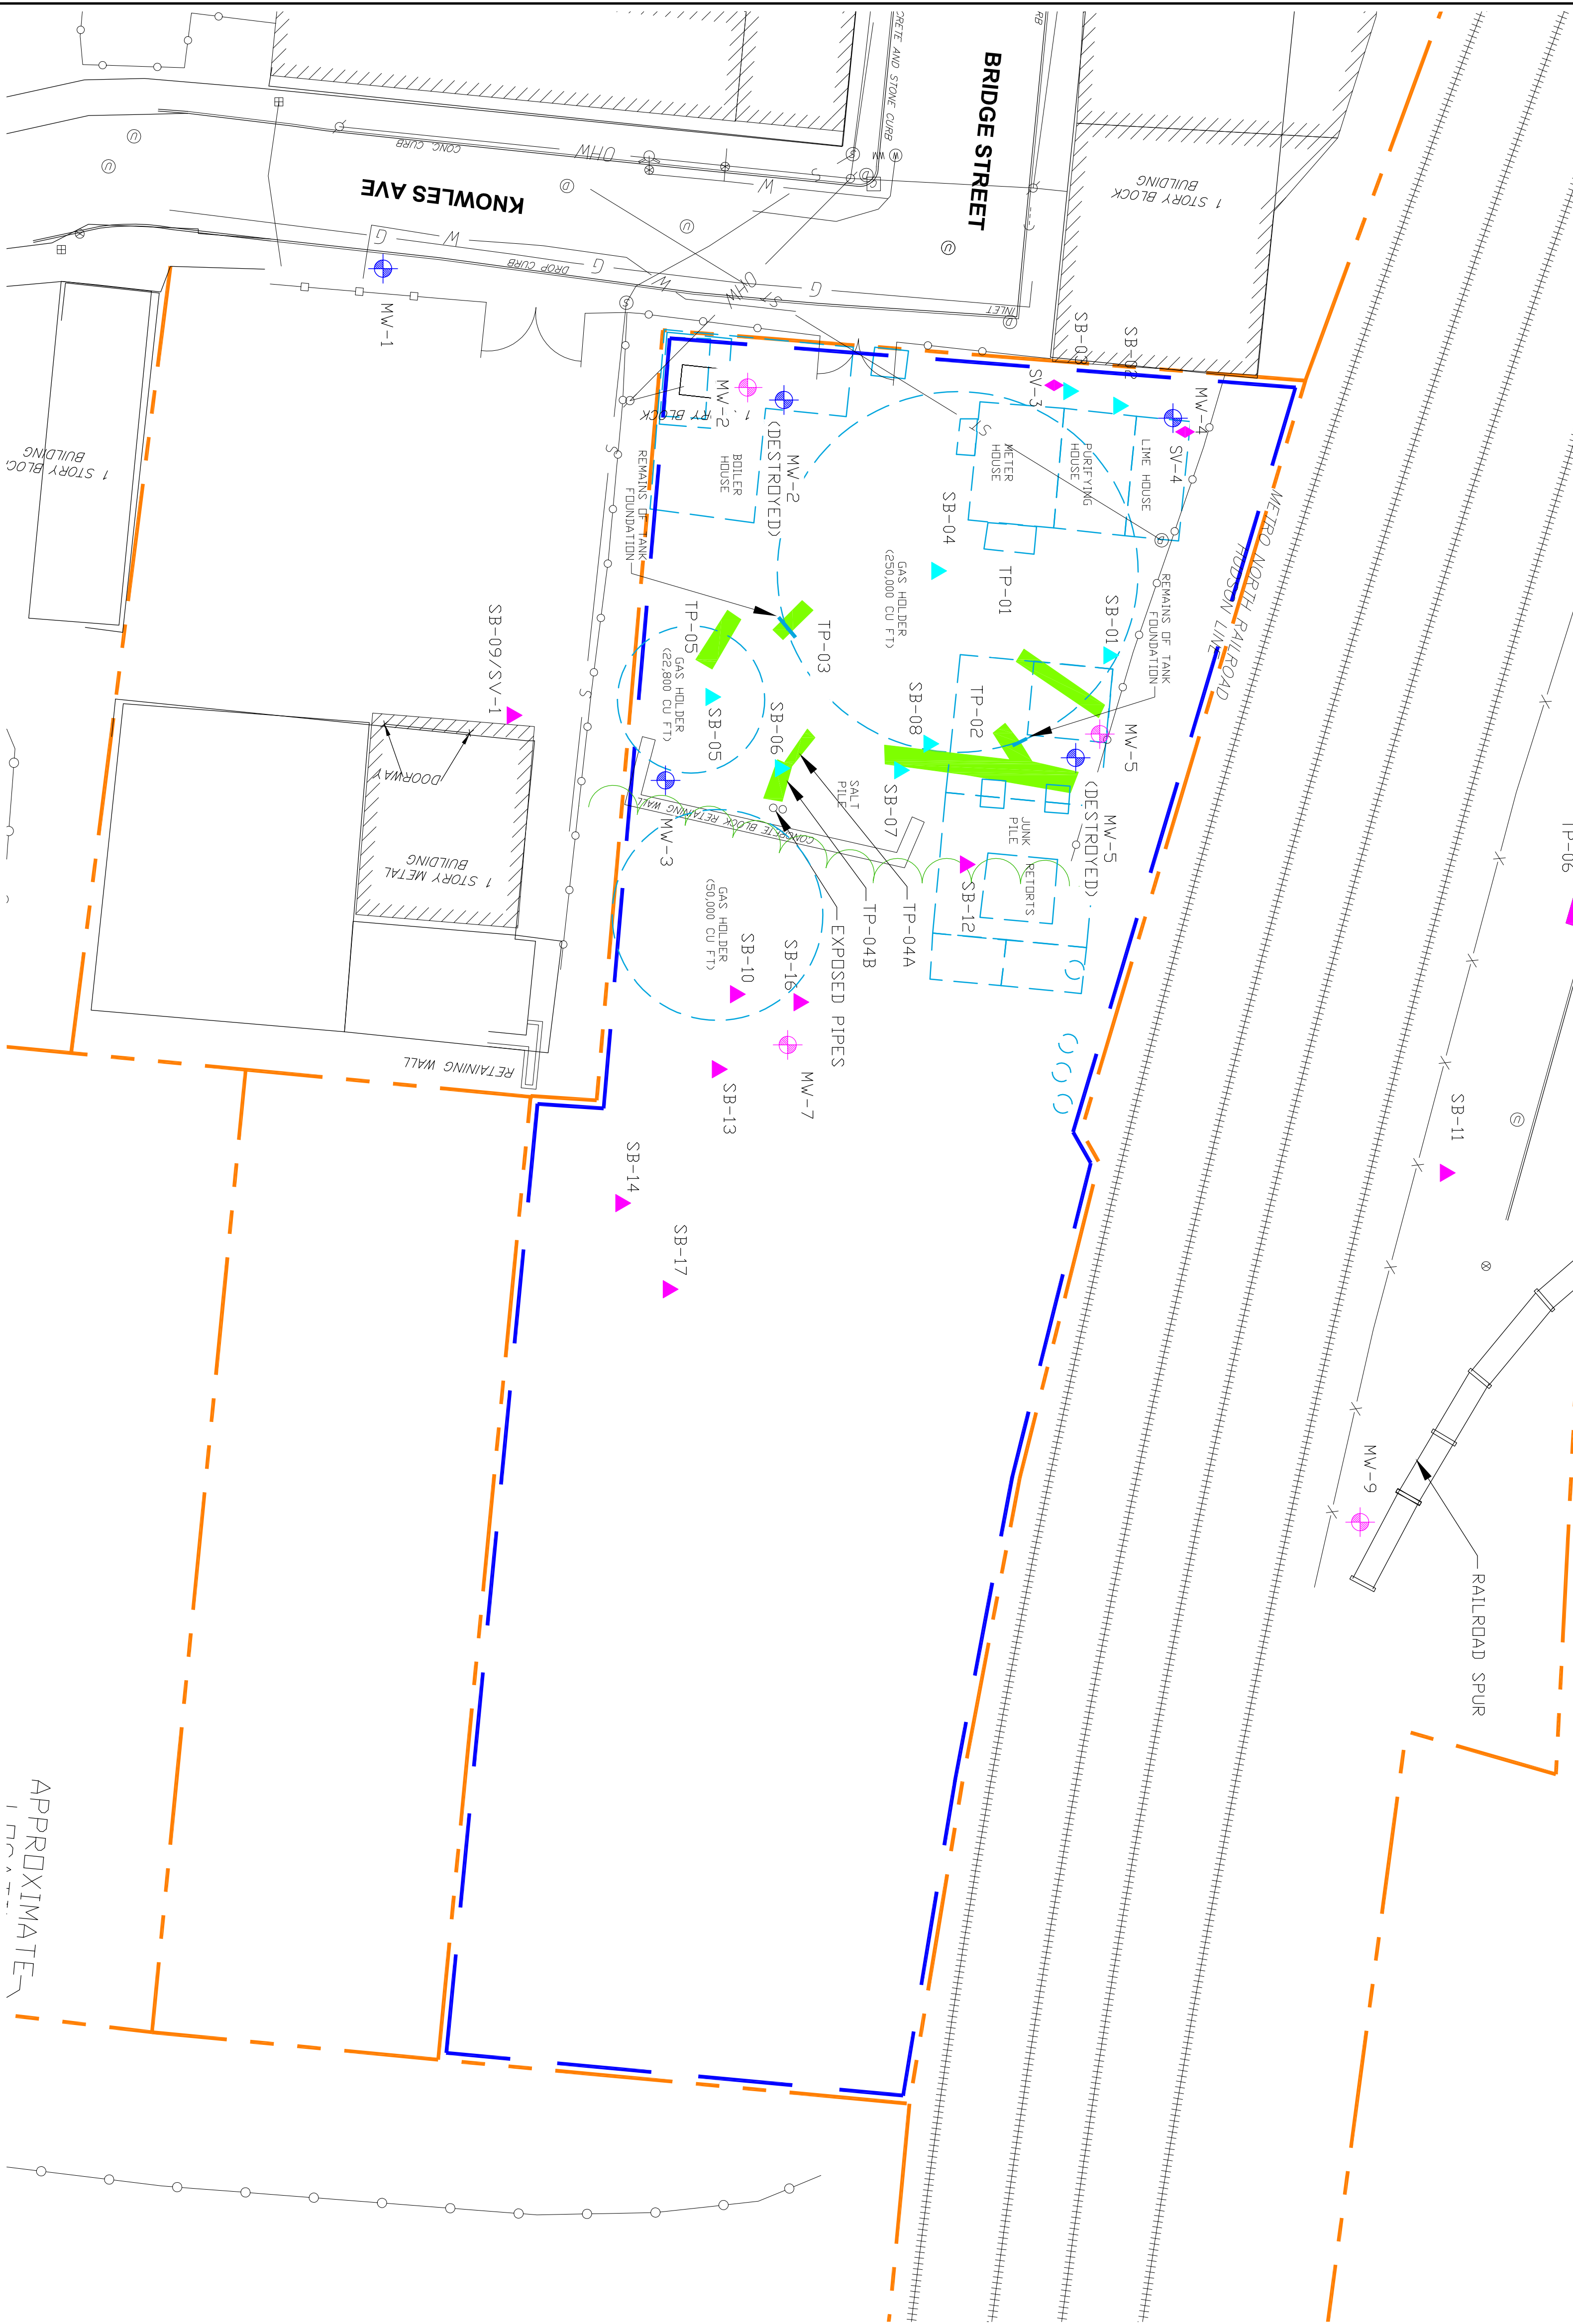 BRIDGE STREET
KNOWLES AVE
CRETE AND STONE CURB
RB
CONC. CURB
OHW
S
W
W
WM
S
D
C
U
U
D
U
U
G
W
G
W
G
DROP CURB
OHW
ST
INLET
D
S
1 STORY BLOCK
BUILDING
MW-1
SB-03
SB-02
SV-3
MW-4
SV-4
MW-2
MW-2
(DESTROYED)
BOILER
HOUSE
METER
HOUSE
PURIFYING
HOUSE
LIME HOUSE
ST
D
METRO NORTH RAILROAD
HUDSON LINE
REMAINS OF TANK
FOUNDATION
REMAINS OF TANK
FOUNDATION
1 STORY BLOCK
BUILDING
S
S
SB-04
GAS HOLDER
(250,000 CU FT)
TP-01
SB-01
TP-03
TP-05
GAS HOLDER
(22,800 CU FT)
SB-05
SB-06
SB-08
TP-02
MW-5
MW-5
(DESTROYED)
SB-09/SV-1
DOORWAY
1 STORY METAL
BUILDING
MW-3
CONCRETE BLOCK RETAINING WALL
SALT
PILE
SB-07
JUNK
PILE
RETORTS
SB-12
TP-04A
TP-04B
EXPOSED PIPES
GAS HOLDER
(50,000 CU FT)
SB-10
SB-16
MW-7
SB-13
RETAINING WALL
SB-14
SB-17
TP-06
U
SB-11
MW-9
RAILROAD SPUR
APPROXIMATE